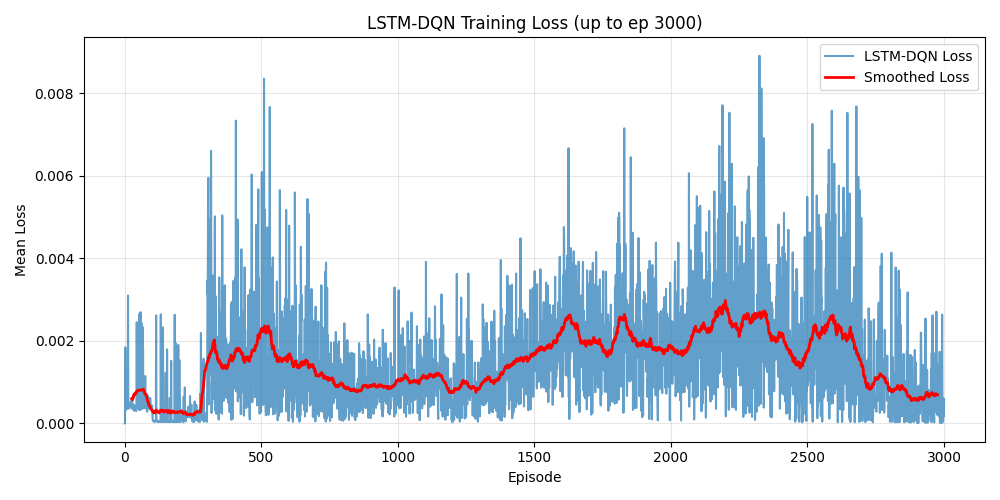 LSTM-DQN Training Loss (up to ep 3000)
LSTM-DQN Loss
Smoothed Loss
Mean Loss
0.008
0.006
0.004
0.002
0.000
0 500 1000 1500 2000 2500 3000
Episode